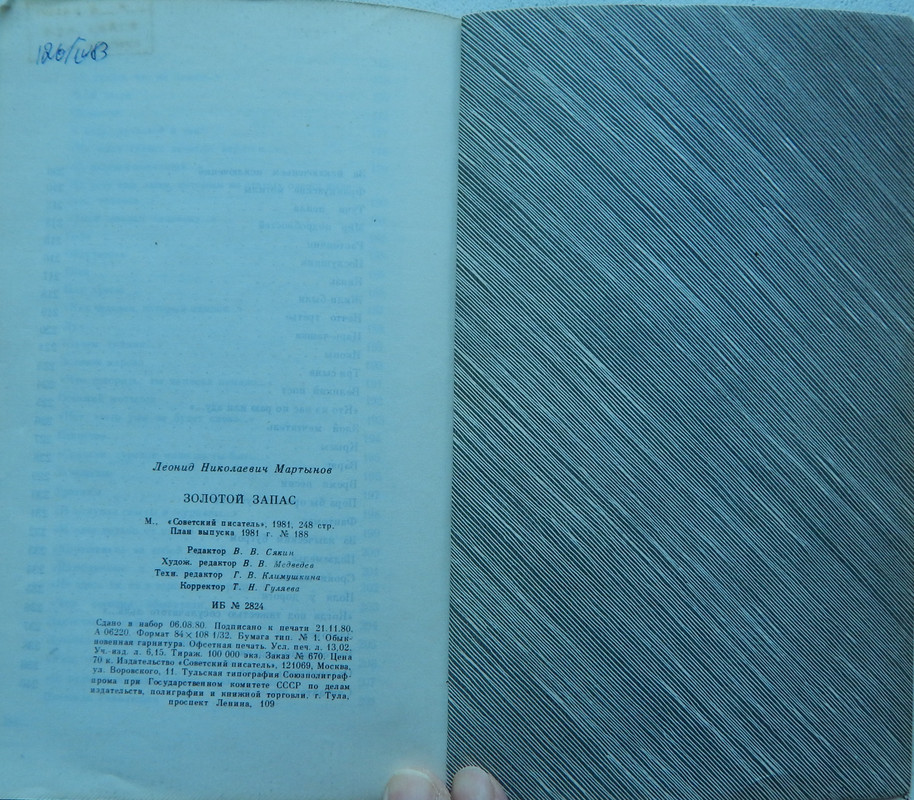 Леонид Николаевич Мартынов
ЗОЛОТОЙ ЗАПАС
М., «Советский писатель», 1981, 248 стр.
План выпуска 1981 г. № 188
Редактор В. В. Сякин
Худож. редактор В. В. Медведев
Техн. редактор Г. В. Климушкина
Корректор Т. Н. Гуляева
ИБ № 2824
Сдано в набор 06.08.80. Подписано к печати 21.11.80.
А 06220. Формат 84×108 1/32. Бумага тип. № 1. Обык-
новенная гарнитура. Офсетная печать. Усл. печ. л. 13,02.
Уч.-изд. л. 6,15. Тираж 100 000 экз. Заказ № 670. Цена
70 к. Издательство «Советский писатель», 121069, Москва,
ул. Воровского, 11. Тульская типография Союзполиграф-
прома при Государственном комитете СССР по делам
издательств, полиграфии и книжной торговли, г. Тула,
проспект Ленина, 109